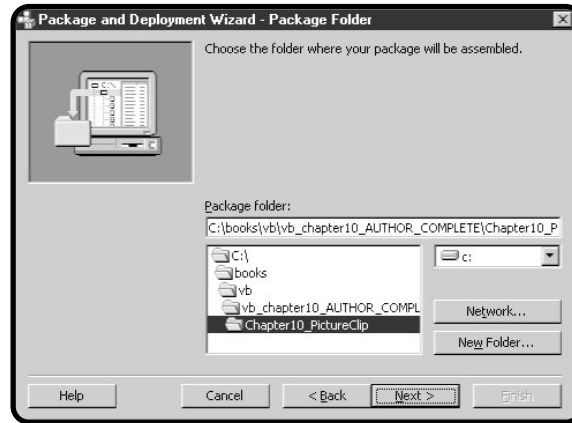 Package and Deployment Wizard - Package Folder
Choose the folder where your package will be assembled.
Package folder:
C:\books\vb\vb_chapter10_AUTHOR_COMPLETE\Chapter10_P
C:\
books
vb
vb_chapter10_AUTHOR_COMPL
Chapter10_PictureClip
c:
Network...
New Folder...
Help
Cancel
< Back
Next >
Finish